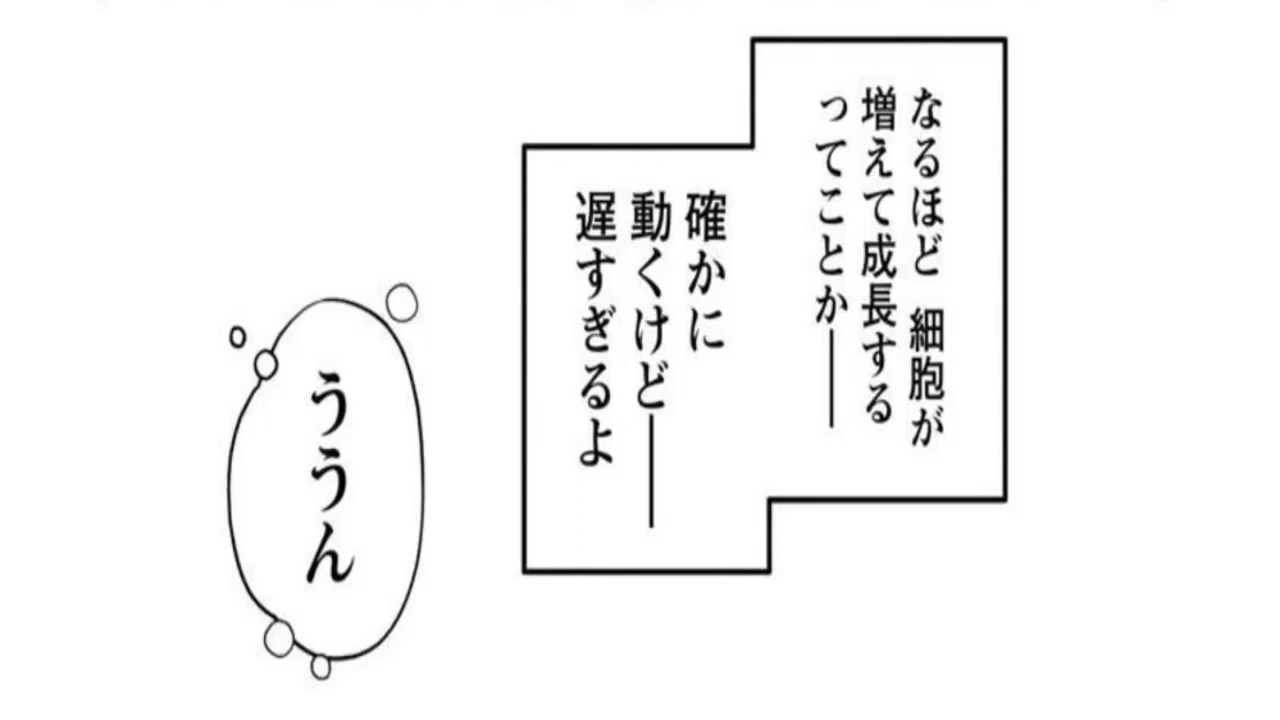 なるほど　細胞が
増えて成長する
ってことか──
確かに
動くけど──
遅すぎるよ
ううん